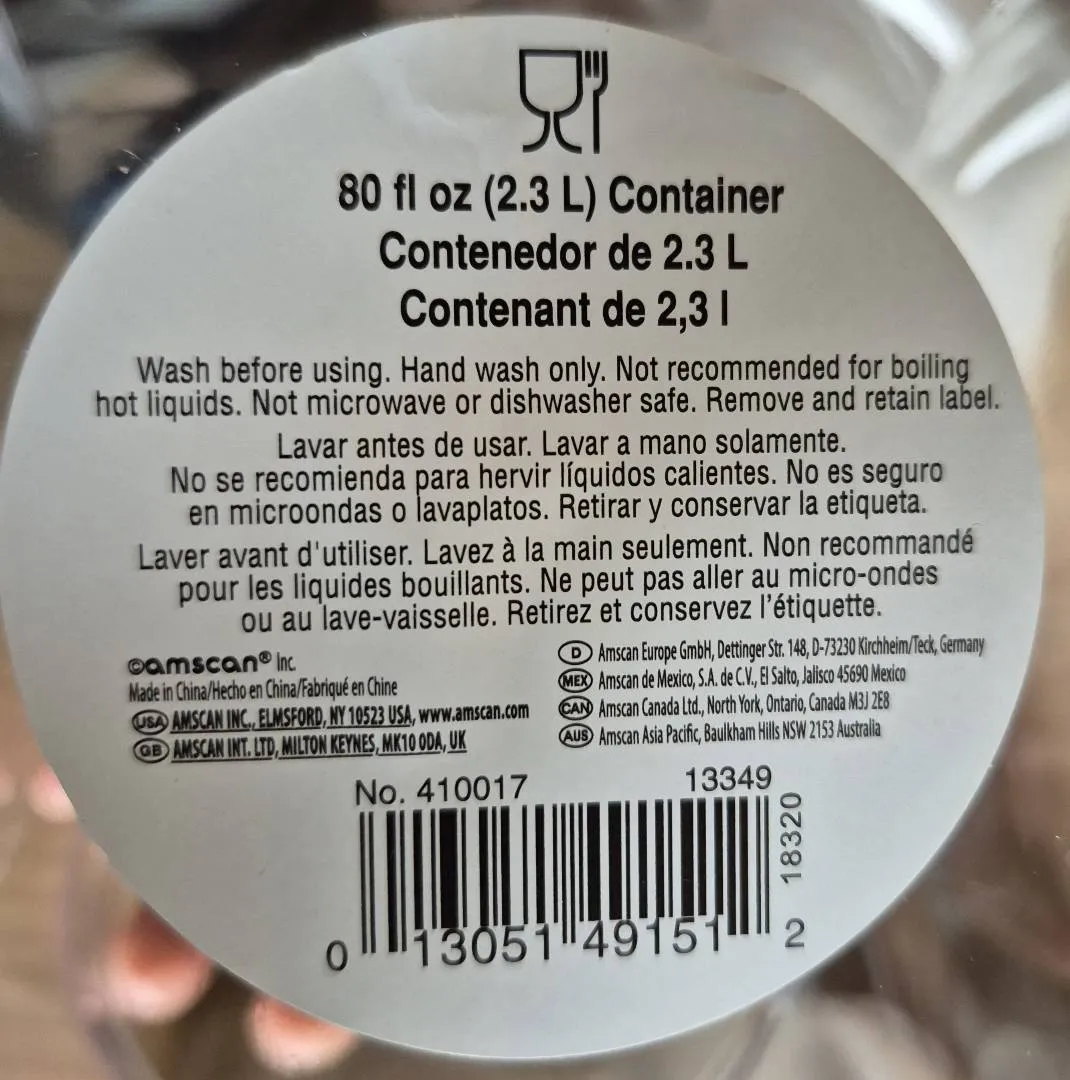 80 fl oz (2.3 L) Container
Contenedor de 2.3 L
Contenant de 2,3 l
Wash before using. Hand wash only. Not recommended for boiling
hot liquids. Not microwave or dishwasher safe. Remove and retain label.
Lavar antes de usar. Lavar a mano solamente.
No se recomienda para hervir líquidos calientes. No es seguro
en microondas o lavaplatos. Retirar y conservar la etiqueta.
Laver avant d'utiliser. Lavez à la main seulement. Non recommandé
pour les liquides bouillants. Ne peut pas aller au micro-ondes
ou au lave-vaisselle. Retirez et conservez l'étiquette.
©amscan® Inc.
Made in China/Hecho en China/Fabriqué en Chine
USA AMSCAN INC., ELMSFORD, NY 10523 USA, www.amscan.com
GB AMSCAN INT. LTD, MILTON KEYNES, MK10 0DA, UK
D Amscan Europe GmbH, Dettinger Str. 148, D-73230 Kirchheim/Teck, Germany
MEX Amscan de Mexico, S.A. de C.V., El Salto, Jalisco 45690 Mexico
CAN Amscan Canada Ltd., North York, Ontario, Canada M3J 2E8
AUS Amscan Asia Pacific, Baulkham Hills NSW 2153 Australia
No. 410017 13349
18320
0 13051 49151 2